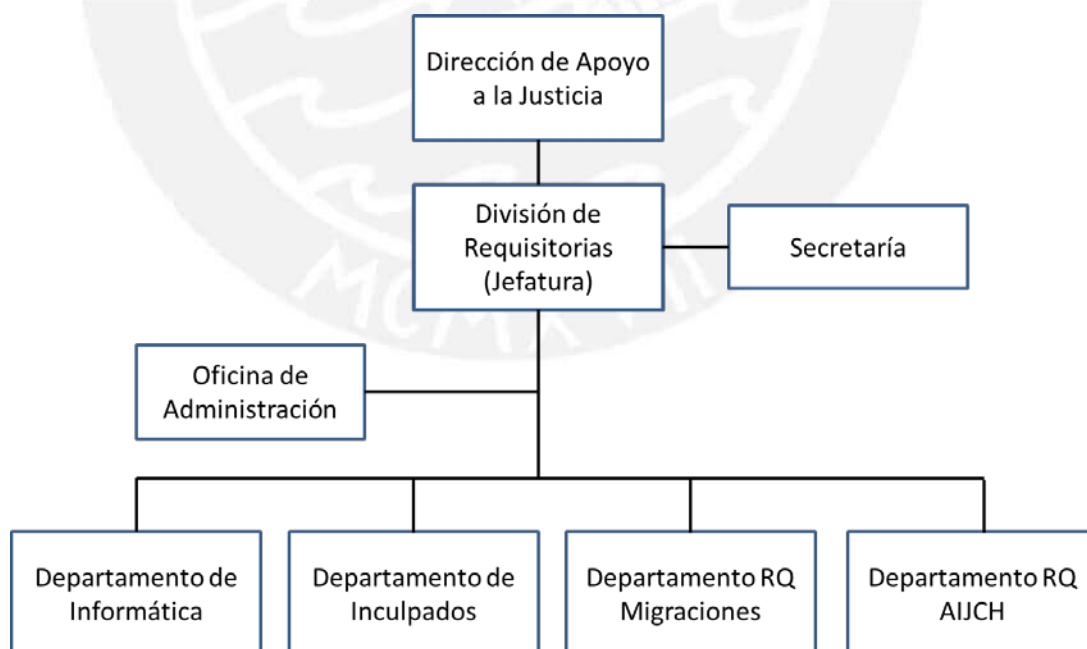 Dirección de Apoyo
a la Justicia
División de
Requisitorias
(Jefatura)
Secretaría
Oficina de
Administración
Departamento de
Informática
Departamento de
Inculpados
Departamento RQ
Migraciones
Departamento RQ
AIJCH
MCMXVII